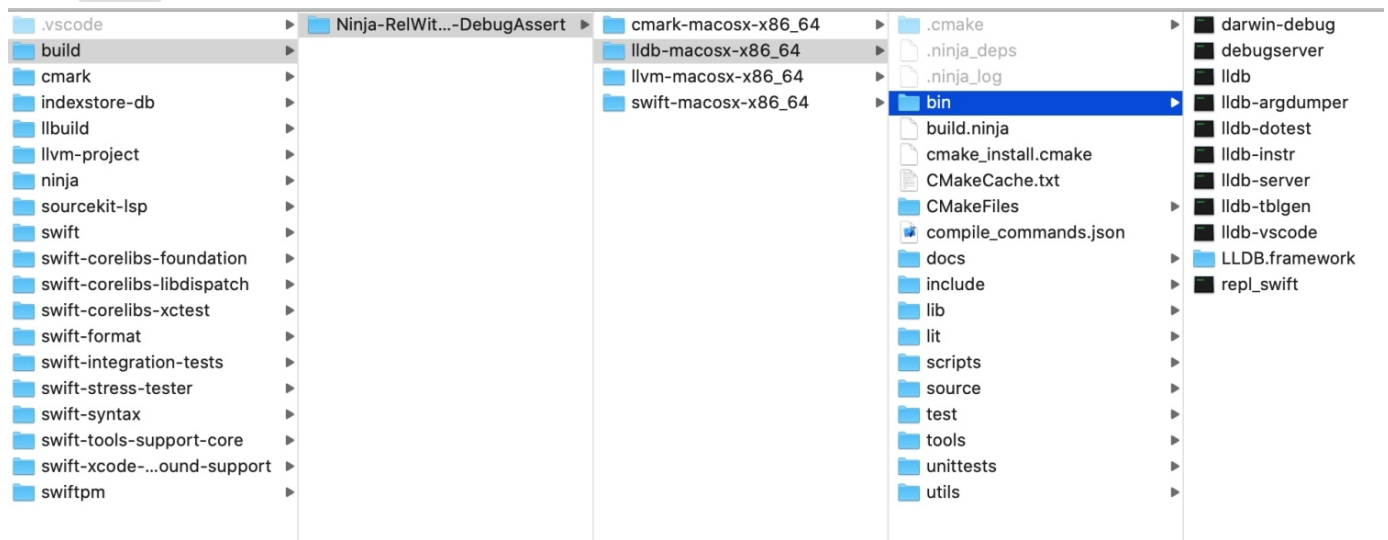 .vscode
build
cmark
indexstore-db
llbuild
llvm-project
ninja
sourcekit-lsp
swift
swift-corelibs-foundation
swift-corelibs-libdispatch
swift-corelibs-xctest
swift-format
swift-integration-tests
swift-stress-tester
swift-syntax
swift-tools-support-core
swift-xcode-...ound-support
swiftpm
Ninja-RelWit...-DebugAssert
cmark-macosx-x86_64
lldb-macosx-x86_64
llvm-macosx-x86_64
swift-macosx-x86_64
.cmake
.ninja_deps
.ninja_log
bin
build.ninja
cmake_install.cmake
CMakeCache.txt
CMakeFiles
compile_commands.json
docs
include
lib
lit
scripts
source
test
tools
unittests
utils
darwin-debug
debugserver
lldb
lldb-argdumper
lldb-dotest
lldb-instr
lldb-server
lldb-tblgen
lldb-vscode
LLDB.framework
repl_swift